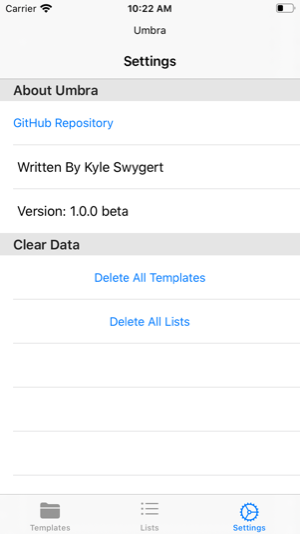 Carrier 10:22 AM
Umbra
Settings
About Umbra
GitHub Repository
Written By Kyle Swygert
Version: 1.0.0 beta
Clear Data
Delete All Templates
Delete All Lists
Templates Lists Settings